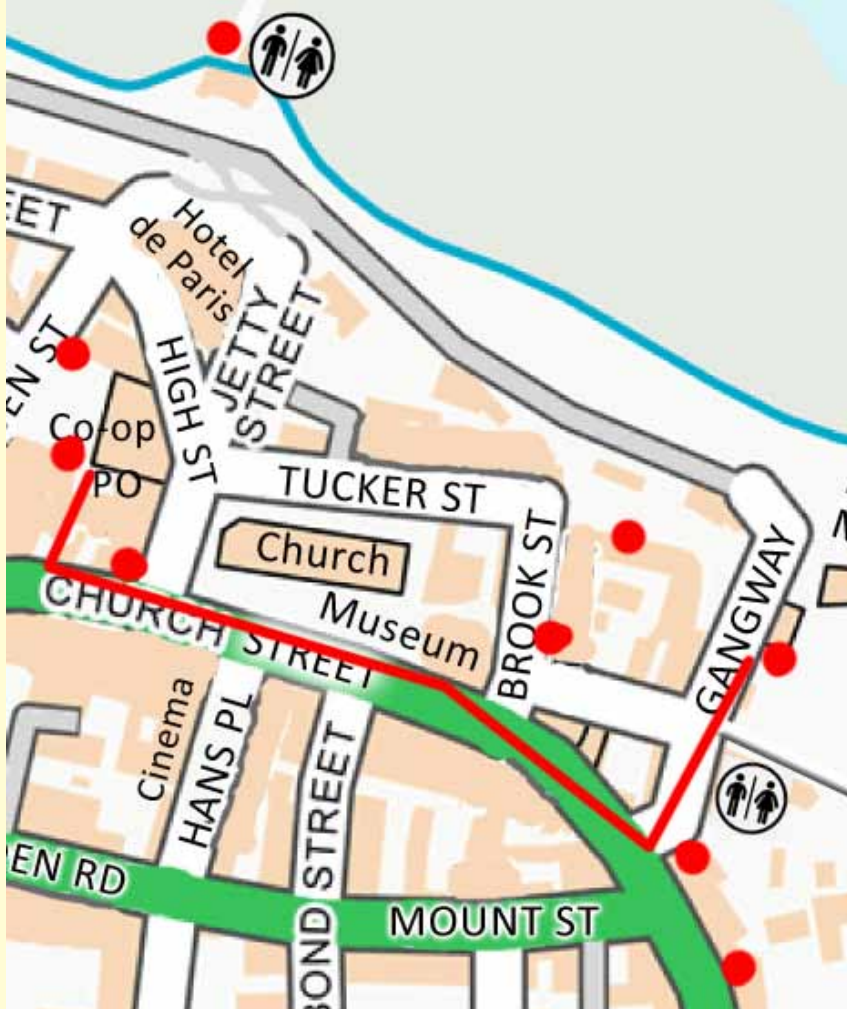 EET
Hotel
de Paris
JETTY
STREET
EN ST
HIGH ST
Co-op
PO
TUCKER ST
Church
Museum
BROOK ST
GANGWAY
M
CHURCH STREET
Cinema
HANS PL
BOND STREET
EN RD
MOUNT ST